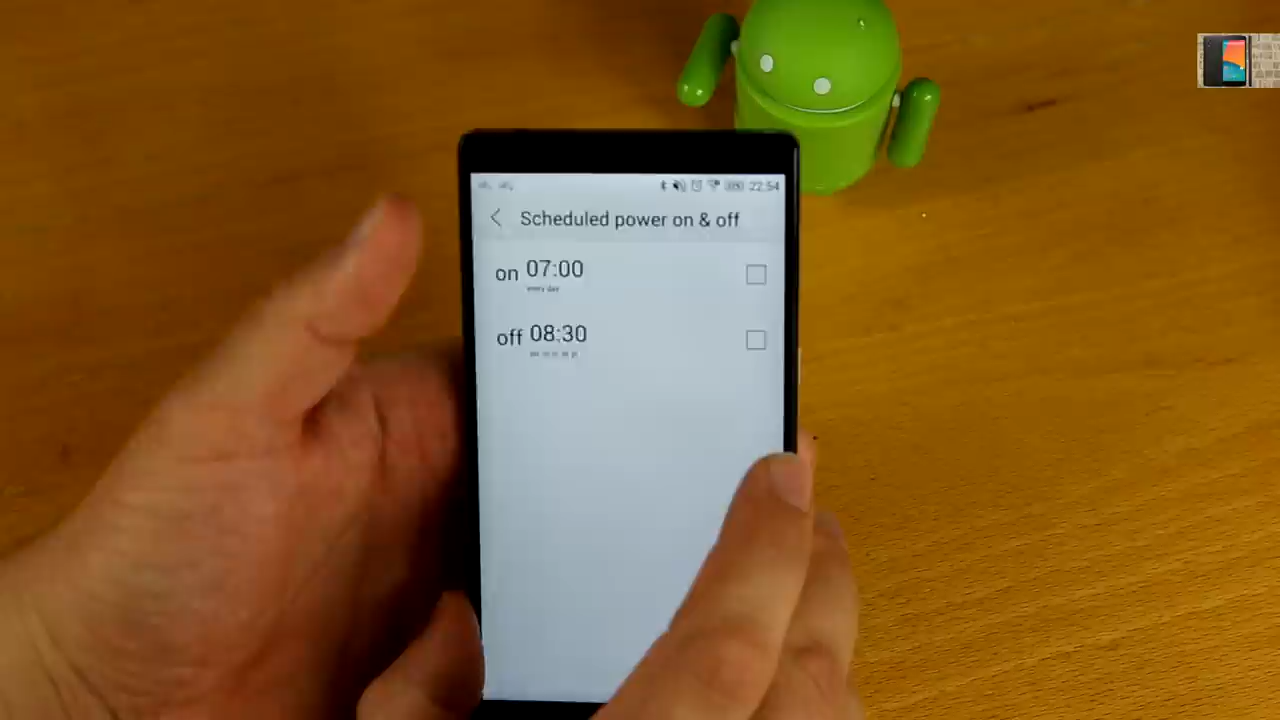 22:54
Scheduled power on & off
on 07:00
every day
off 08:30